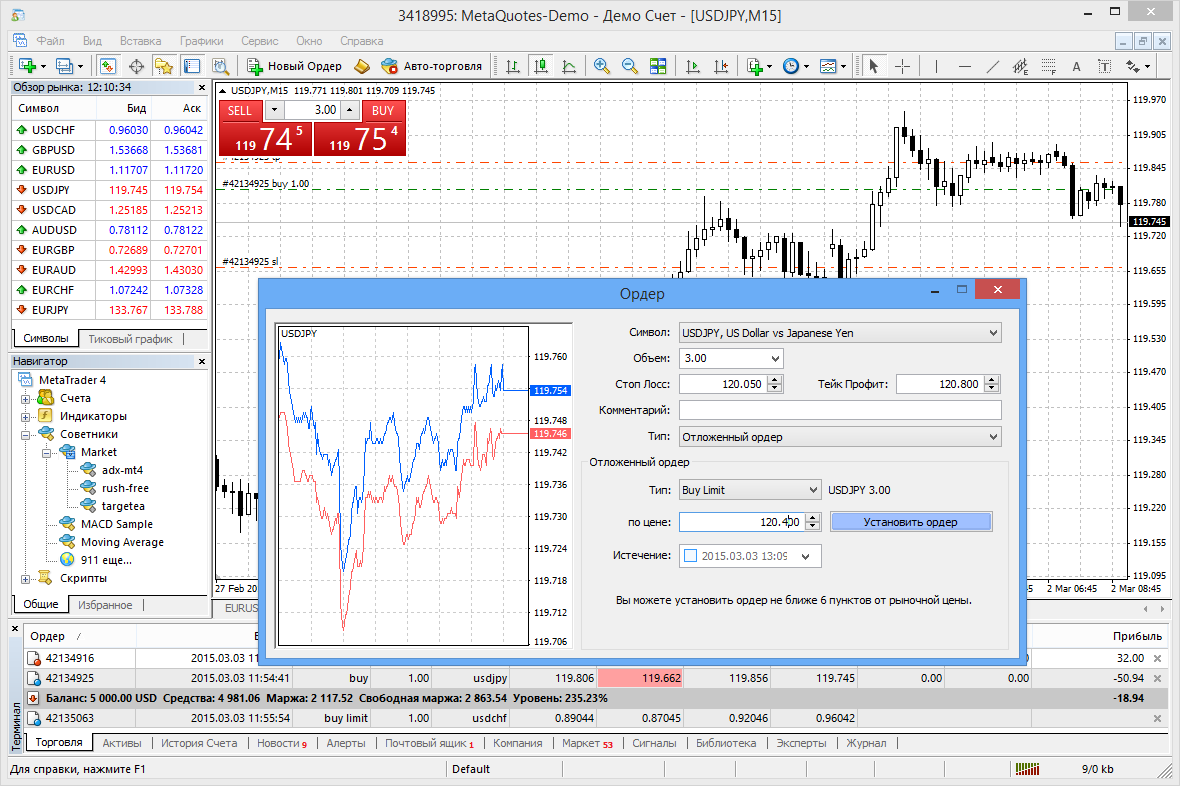 3418995: MetaQuotes-Demo - Демо Счет - [USDJPY,M15]
Файл Вид Вставка Графики Сервис Окно Справка
Новый Ордер Авто-торговля
Обзор рынка: 12:10:34
Символ Бид Аск
USDCHF 0.96030 0.96042
GBPUSD 1.53668 1.53681
EURUSD 1.11707 1.11720
USDJPY 119.745 119.754
USDCAD 1.25185 1.25213
AUDUSD 0.78112 0.78122
EURGBP 0.72689 0.72701
EURAUD 1.42993 1.43030
EURCHF 1.07242 1.07328
EURJPY 133.767 133.788
Символы Тиковый график
Навигатор
MetaTrader 4
Счета
Индикаторы
Советники
Market
adx-mt4
rush-free
targetea
MACD Sample
Moving Average
911 еще...
Скрипты
Общие Избранное
USDJPY,M15 119.771 119.801 119.709 119.745
SELL 3.00 BUY
119 74 5 119 75 4
#42134925 tp
#42134925 buy 1.00
#42134925 sl
119.970
119.905
119.845
119.780
119.745
119.720
119.655
119.595
119.530
119.470
119.405
119.345
119.280
119.220
119.155
119.095
27 Feb 20
2 Mar 06:45 2 Mar 08:45
EURUS
Ордер
USDJPY
119.760
119.754
119.748
119.746
119.742
119.736
119.730
119.724
119.718
119.712
119.706
Символ: USDJPY, US Dollar vs Japanese Yen
Объем: 3.00
Стоп Лосс: 120.050 Тейк Профит: 120.800
Комментарий:
Тип: Отложенный ордер
Отложенный ордер
Тип: Buy Limit USDJPY 3.00
по цене: 120.400 Установить ордер
Истечение: 2015.03.03 13:09
Вы можете установить ордер не ближе 6 пунктов от рыночной цены.
Терминал
Ордер / Прибыль
42134916 2015.03.03 11:54:41 32.00
42134925 2015.03.03 11:54:41 buy 1.00 usdjpy 119.806 119.662 119.856 119.745 0.00 0.00 -50.94
Баланс: 5 000.00 USD Средства: 4 981.06 Маржа: 2 117.52 Свободная маржа: 2 863.54 Уровень: 235.23% -18.94
42135063 2015.03.03 11:55:54 buy limit 1.00 usdchf 0.89044 0.87045 0.92046 0.96042
Торговля Активы История Счета Новости 9 Алерты Почтовый ящик 1 Компания Маркет 53 Сигналы Библиотека Эксперты Журнал
Для справки, нажмите F1 Default 9/0 kb